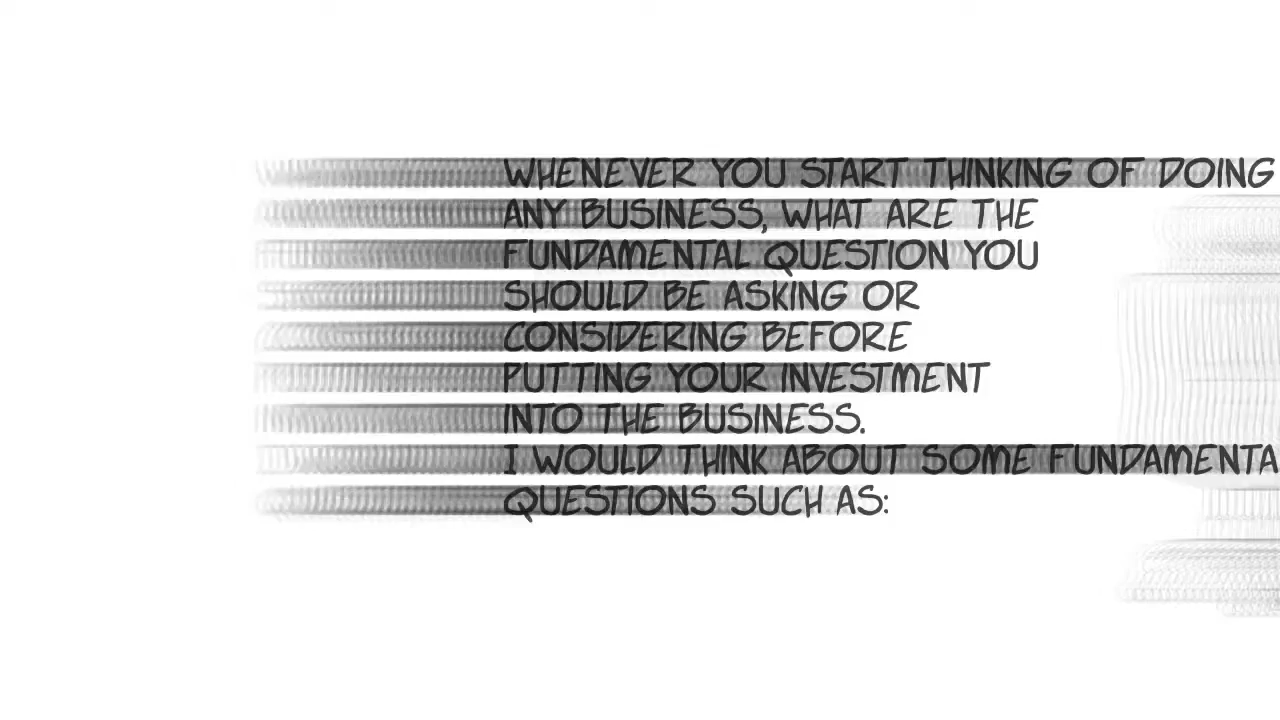 WHENEVER YOU START THINKING OF DOING
ANY BUSINESS, WHAT ARE THE
FUNDAMENTAL QUESTION YOU
SHOULD BE ASKING OR
CONSIDERING BEFORE
PUTTING YOUR INVESTMENT
INTO THE BUSINESS.
I WOULD THINK ABOUT SOME FUNDAMENTA
QUESTIONS SUCH AS: